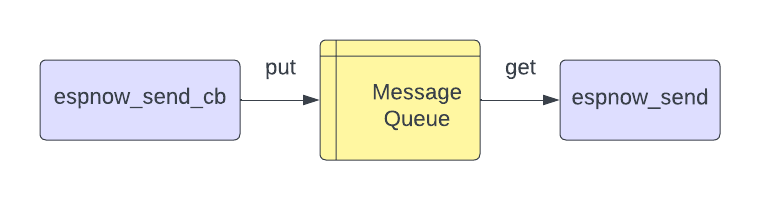 espnow_send_cb
put
Message
Queue
get
espnow_send